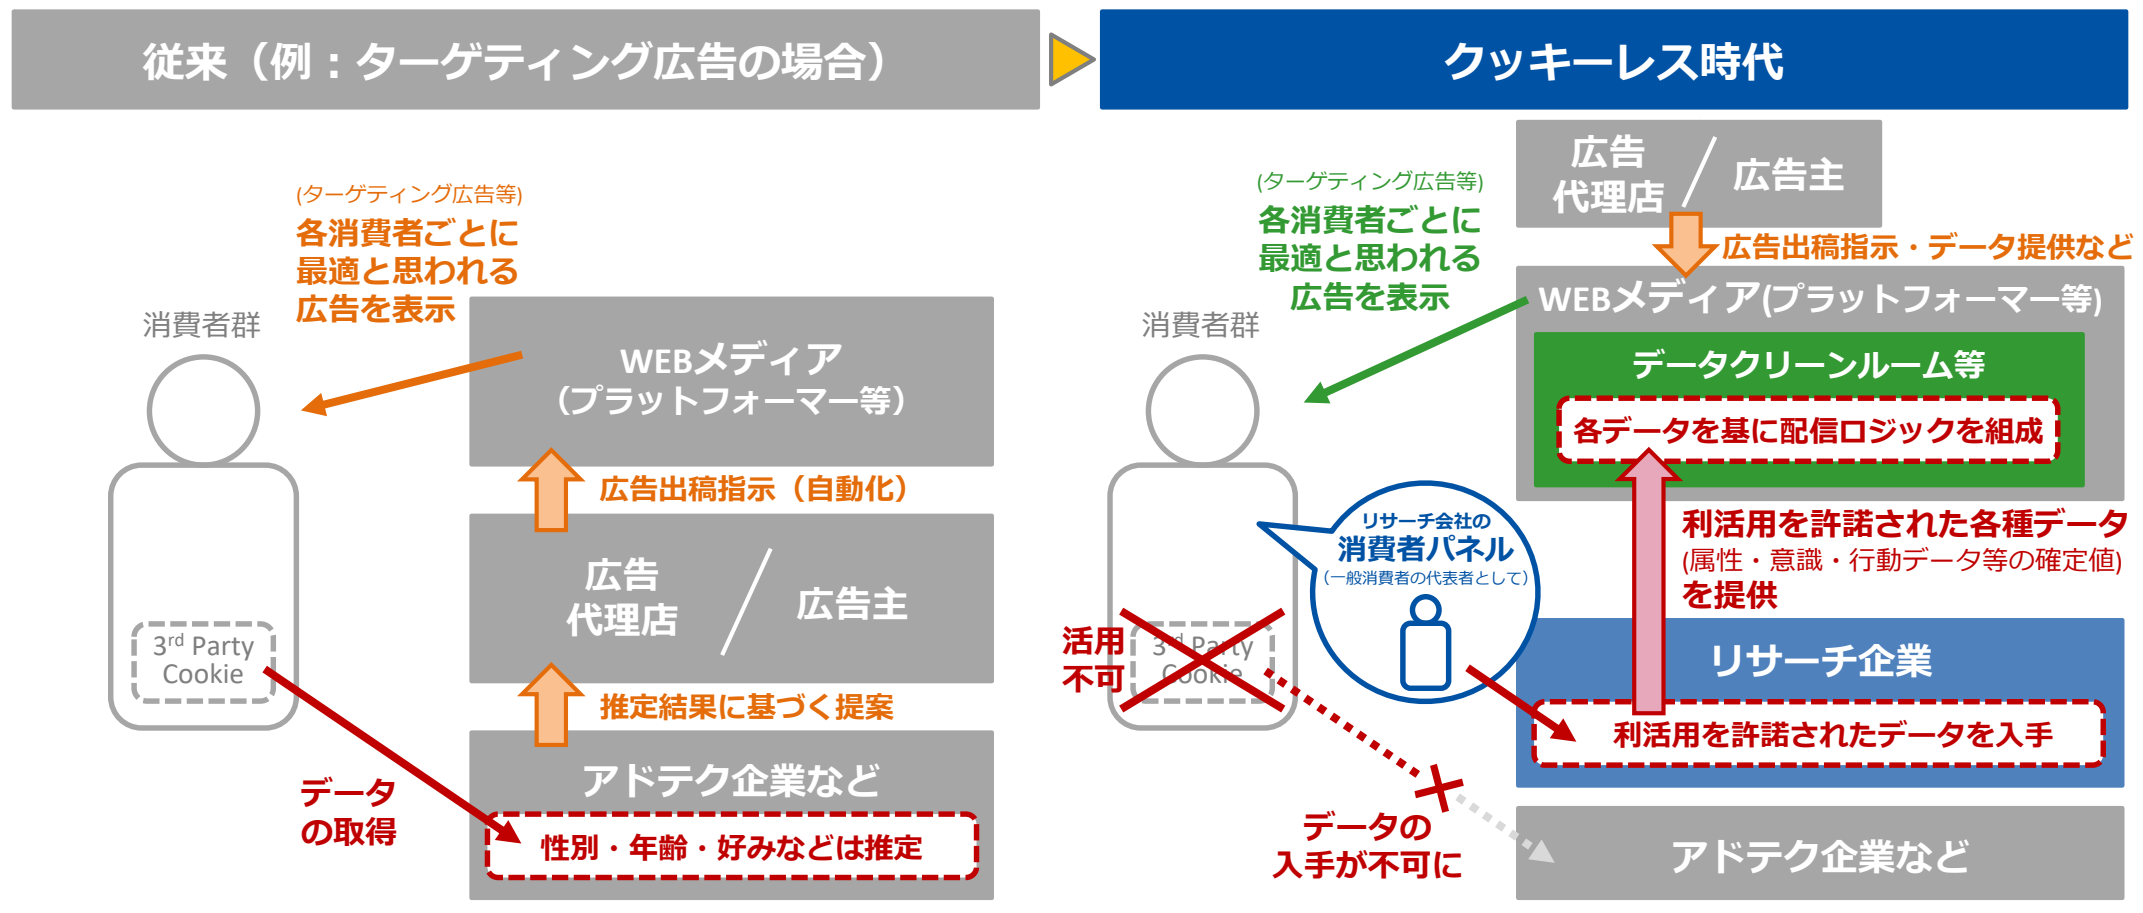 従来（例：ターゲティング広告の場合）
(ターゲティング広告等)
各消費者ごとに
最適と思われる
広告を表示
消費者群
WEBメディア
（プラットフォーマー等）
広告出稿指示（自動化）
広告
代理店
広告主
3rd Party
Cookie
推定結果に基づく提案
アドテク企業など
データ
の取得
性別・年齢・好みなどは推定
クッキーレス時代
広告
代理店
広告主
(ターゲティング広告等)
各消費者ごとに
最適と思われる
広告を表示
広告出稿指示・データ提供など
WEBメディア(プラットフォーマー等)
消費者群
データクリーンルーム等
各データを基に配信ロジックを組成
リサーチ会社の
消費者パネル
（一般消費者の代表者として）
利活用を許諾された各種データ
(属性・意識・行動データ等の確定値)
を提供
活用
不可
3rd Party
Cookie
リサーチ企業
利活用を許諾されたデータを入手
データの
入手が不可に
アドテク企業など